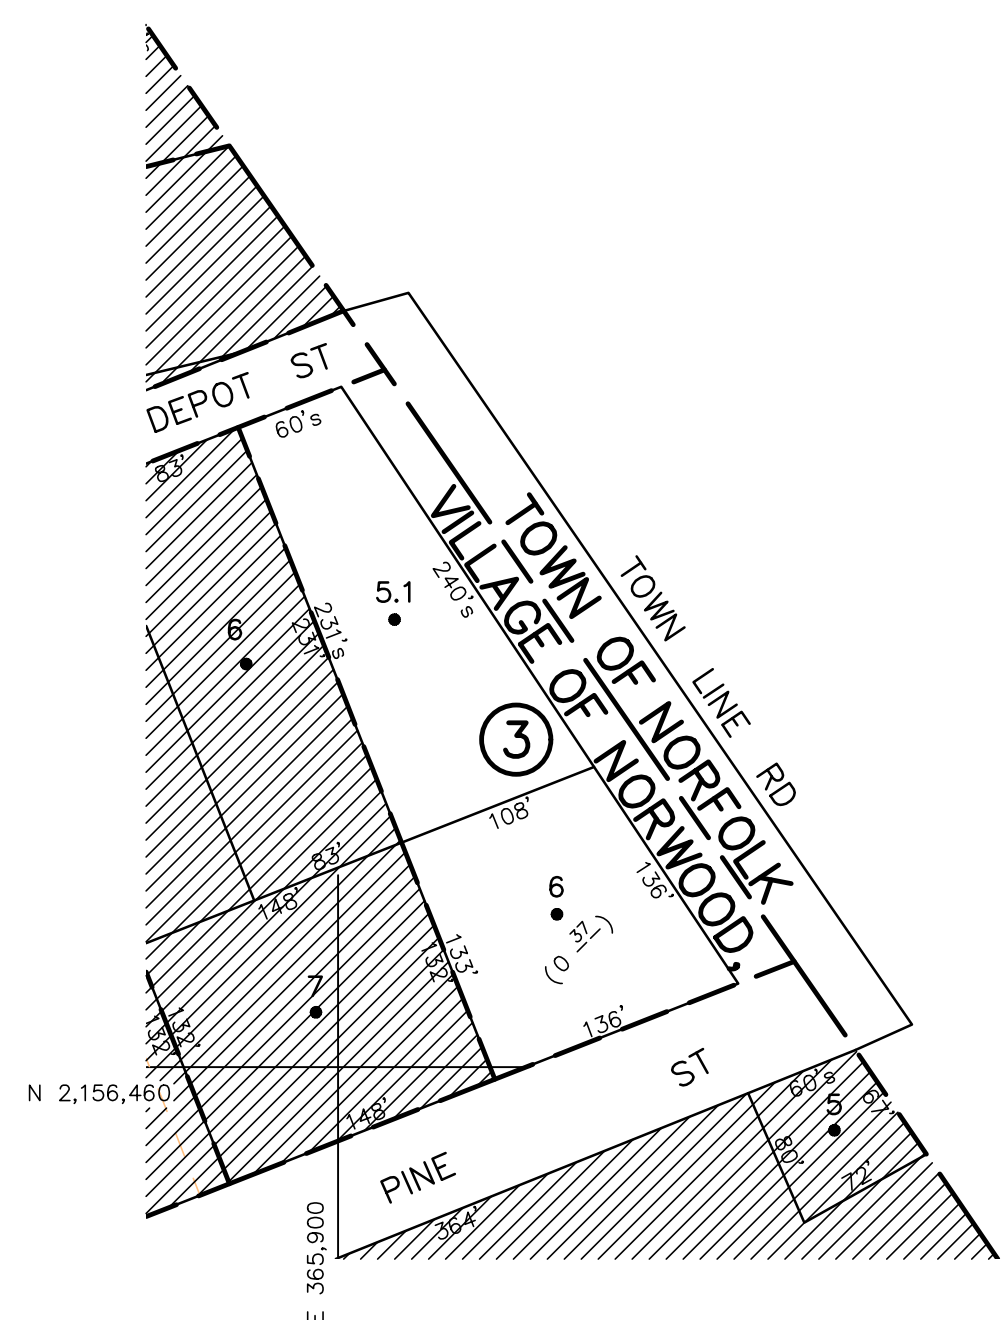 DEPOT ST
60's
83'
VILLAGE OF NORWOOD, T
TOWN OF NORFOLK
T
TOWN LINE RD
240's
5.1
6
231's
231'
3
108'
83'
148'
136'
6
(0 37)
133'
132'
7
132'
132'
136'
ST
N 2,156,460
148'
60's
67'
5
80'
72'
PINE
364'
E 365,900